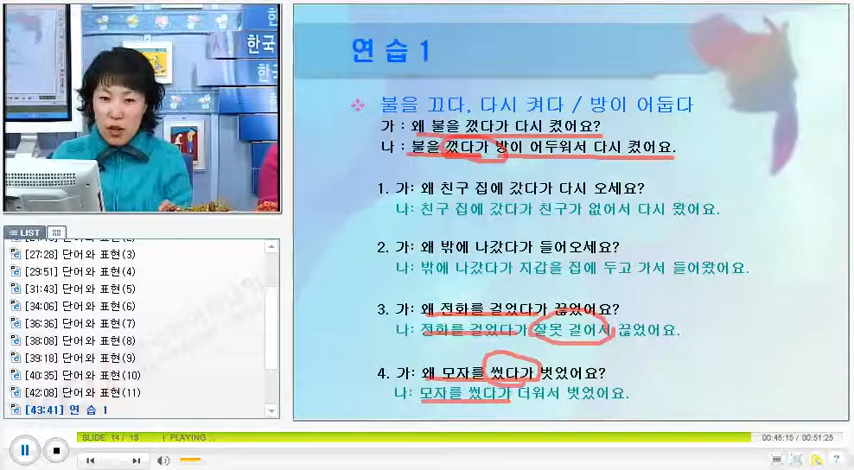 한국
한
연 습 1
불을 끄다, 다시 켜다 / 방이 어둡다
가 : 왜 불을 껐다가 다시 켰어요?
나 : 불을 껐다가 방이 어두워서 다시 켰어요.
1. 가: 왜 친구 집에 갔다가 다시 오세요?
나: 친구 집에 갔다가 친구가 없어서 다시 왔어요.
2. 가: 왜 밖에 나갔다가 들어오세요?
나: 밖에 나갔다가 지갑을 집에 두고 가서 들어왔어요.
3. 가: 왜 전화를 걸었다가 끊었어요?
나: 전화를 걸었다가 잘못 걸어서 끊었어요.
4. 가: 왜 모자를 썼다가 벗었어요?
나: 모자를 썼다가 더워서 벗었어요.
LIST
[27:28] 단어와 표현(3)
[29:51] 단어와 표현(4)
[31:43] 단어와 표현(5)
[34:06] 단어와 표현(6)
[36:36] 단어와 표현(7)
[38:08] 단어와 표현(8)
[39:18] 단어와 표현(9)
[40:35] 단어와 표현(10)
[42:08] 단어와 표현(11)
[43:41] 연 습 1
SLIDE 14 / 18 | PLAYING...
00:46:15 / 00:51:25